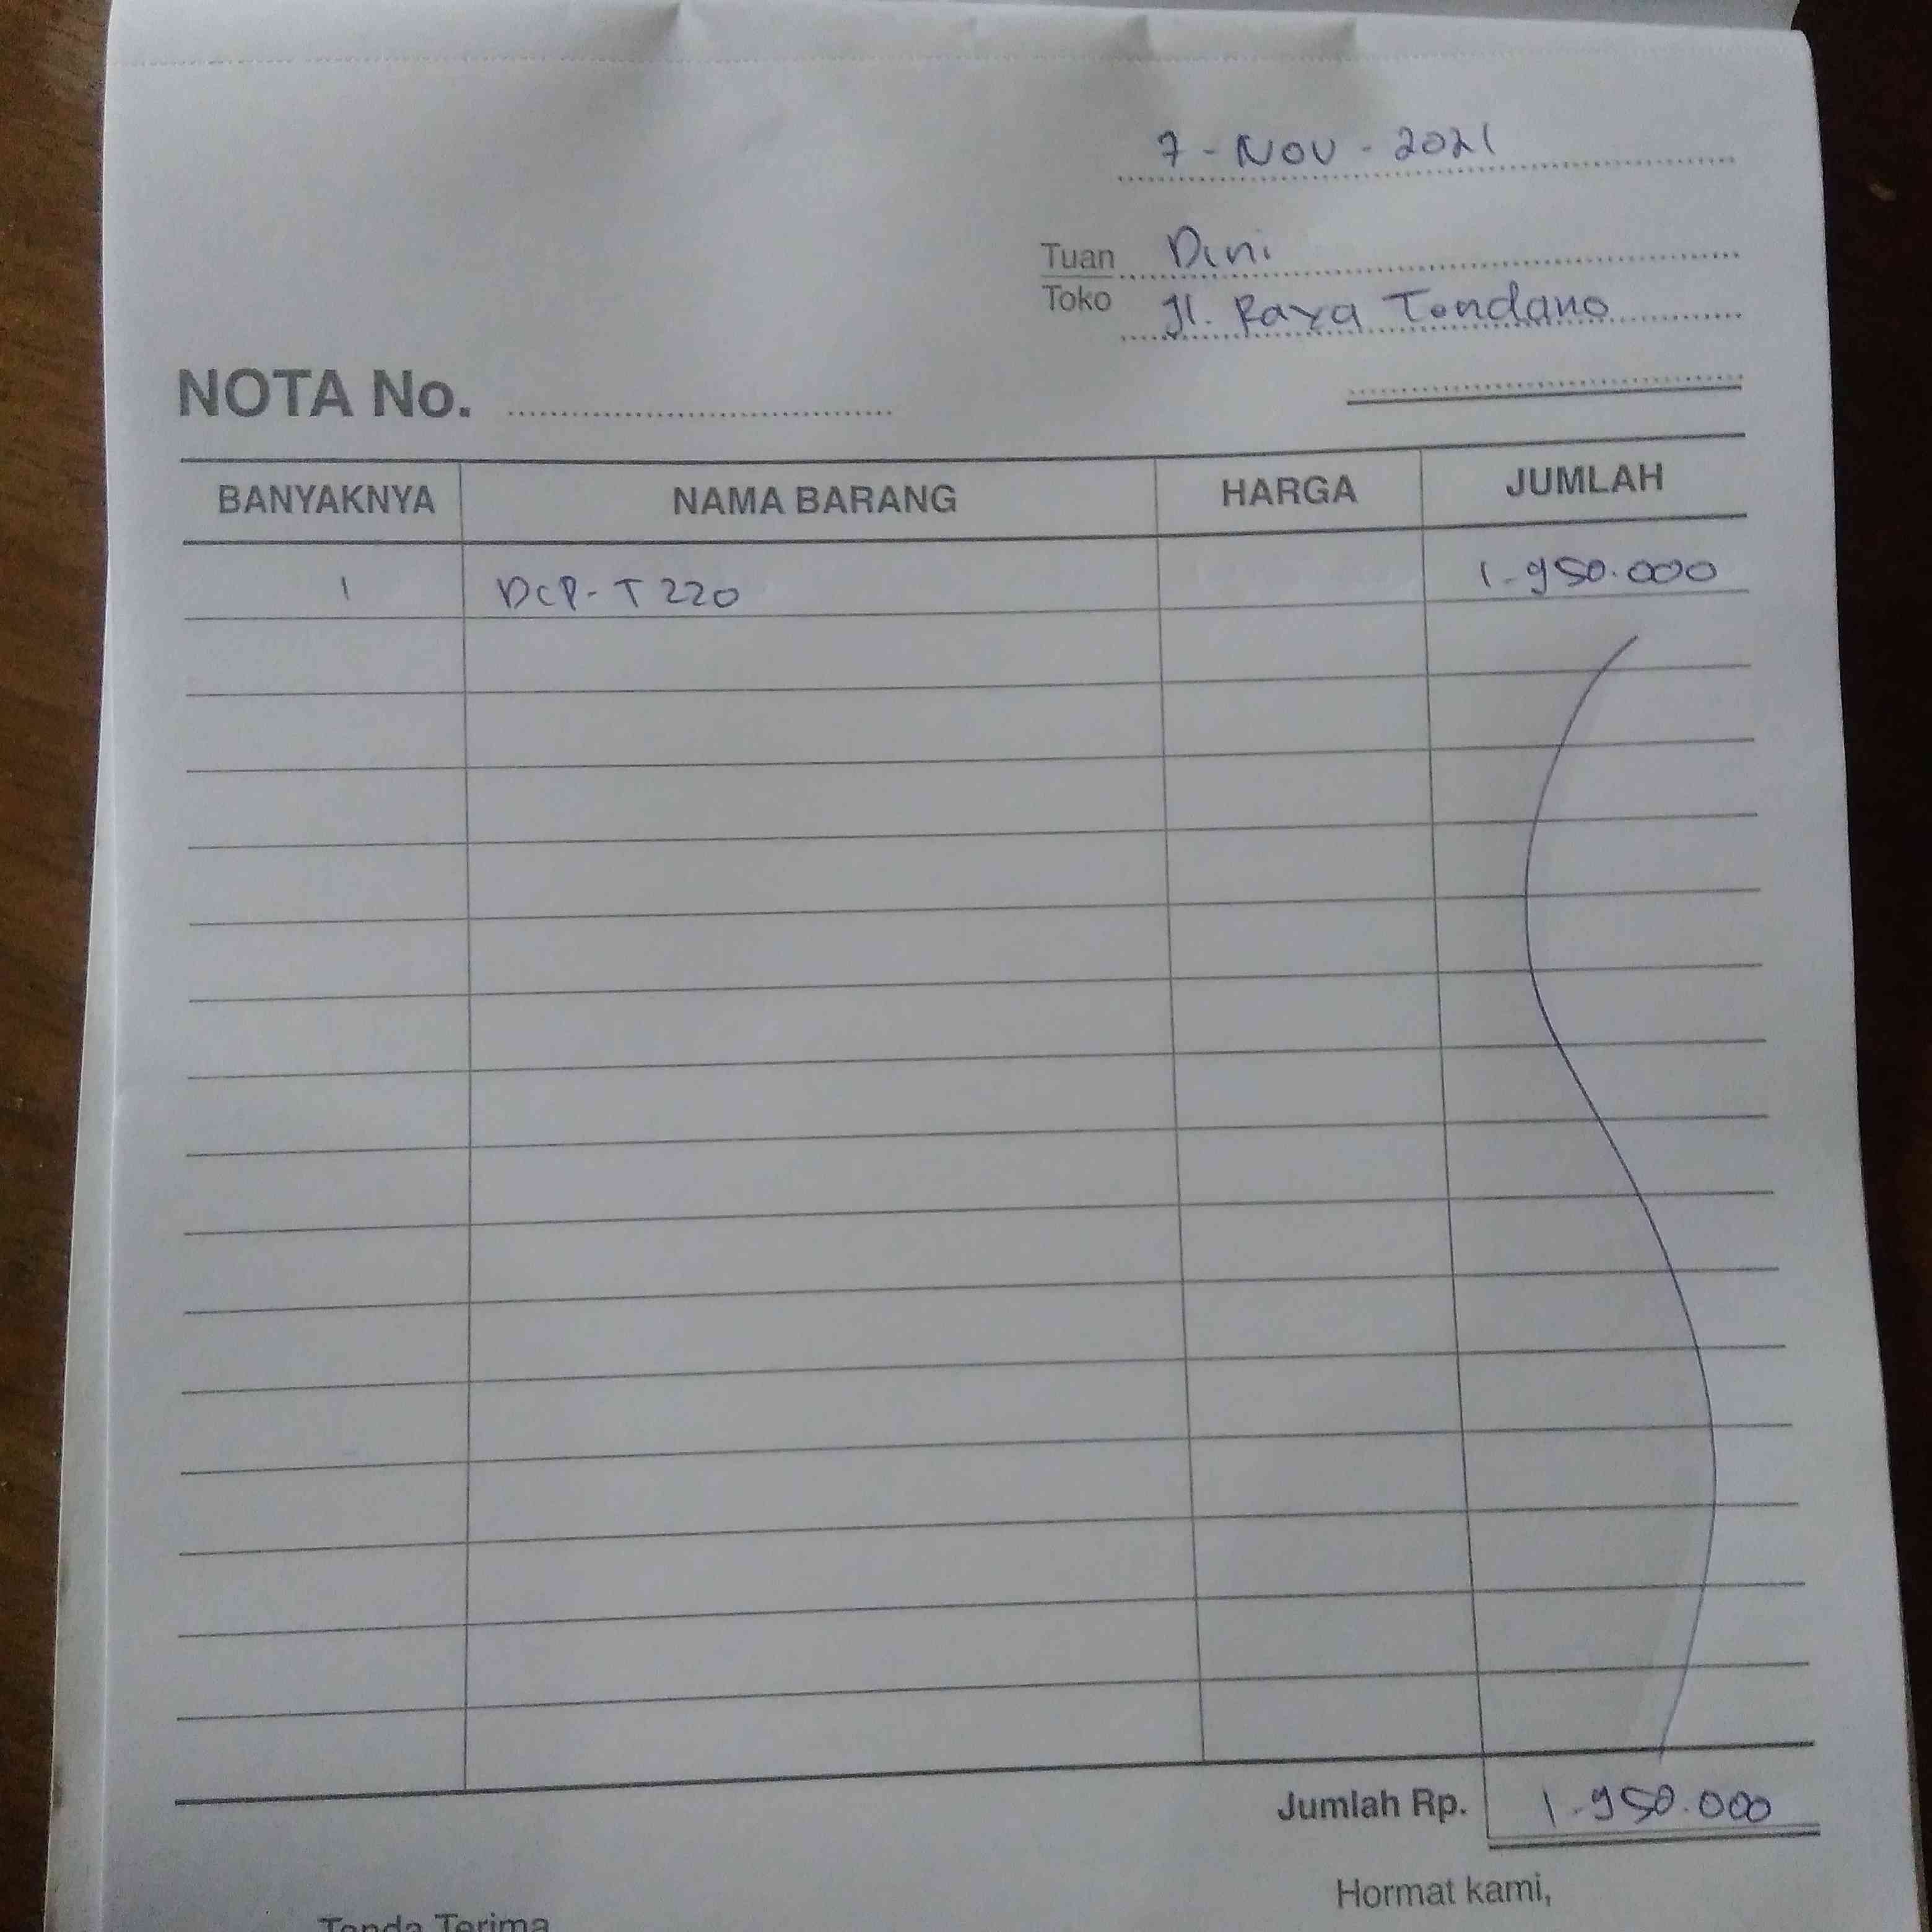 7 - NOV - 2021
Tuan Dini
Toko Jl. Raya Tondano
NOTA No.
BANYAKNYA NAMA BARANG HARGA JUMLAH
1 DCP-T220 1.950.000
Jumlah Rp. 1.950.000
Hormat kami,
Tanda Terima